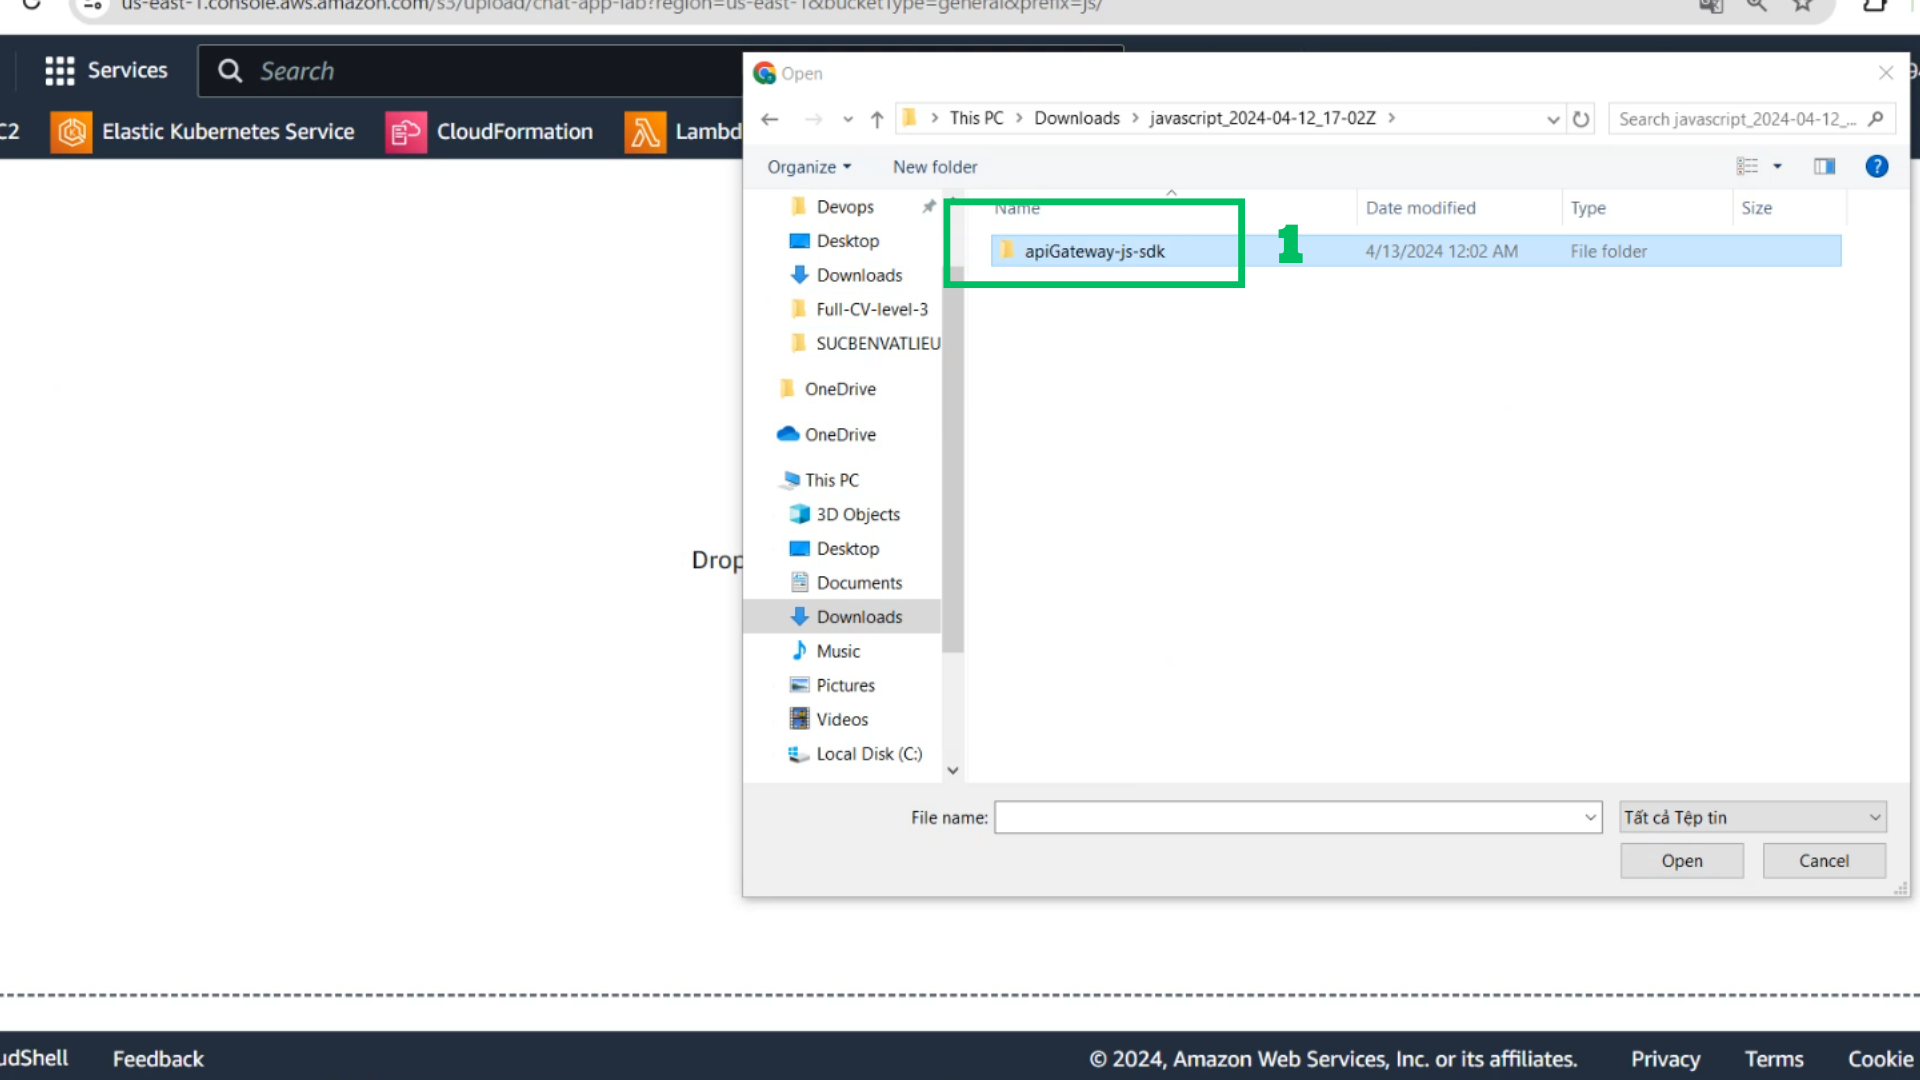 us-east-1.console.aws.amazon.com/s3/upload/chat-app-lab?region=us-east-1&bucketType=general&prefix=js/
Services
Search
C2
Elastic Kubernetes Service
CloudFormation
Lambd
Open
This PC
Downloads
javascript_2024-04-12_17-02Z
Search javascript_2024-04-12_...
Organize
New folder
Name
Date modified
Type
Size
apiGateway-js-sdk
1
4/13/2024 12:02 AM
File folder
Devops
Desktop
Downloads
Full-CV-level-3
SUCBENVATLIEU
OneDrive
OneDrive
This PC
3D Objects
Desktop
Documents
Downloads
Music
Pictures
Videos
Local Disk (C:)
Drop
File name:
Tất cả Tệp tin
Open
Cancel
udShell
Feedback
© 2024, Amazon Web Services, Inc. or its affiliates.
Privacy
Terms
Cookie